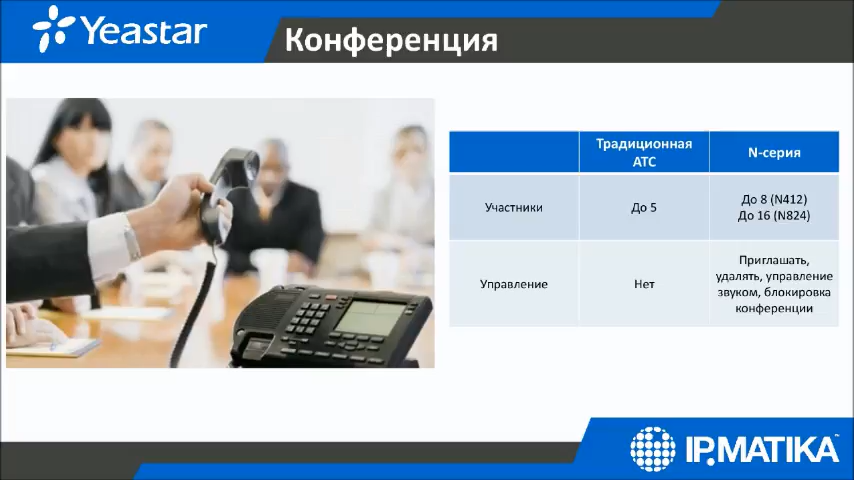 Yeastar
Конференция
Традиционная
АТС
N-серия
Участники
До 5
До 8 (N412)
До 16 (N824)
Управление
Нет
Приглашать,
удалять, управление
звуком, блокировка
конференции
IP.MATIKA